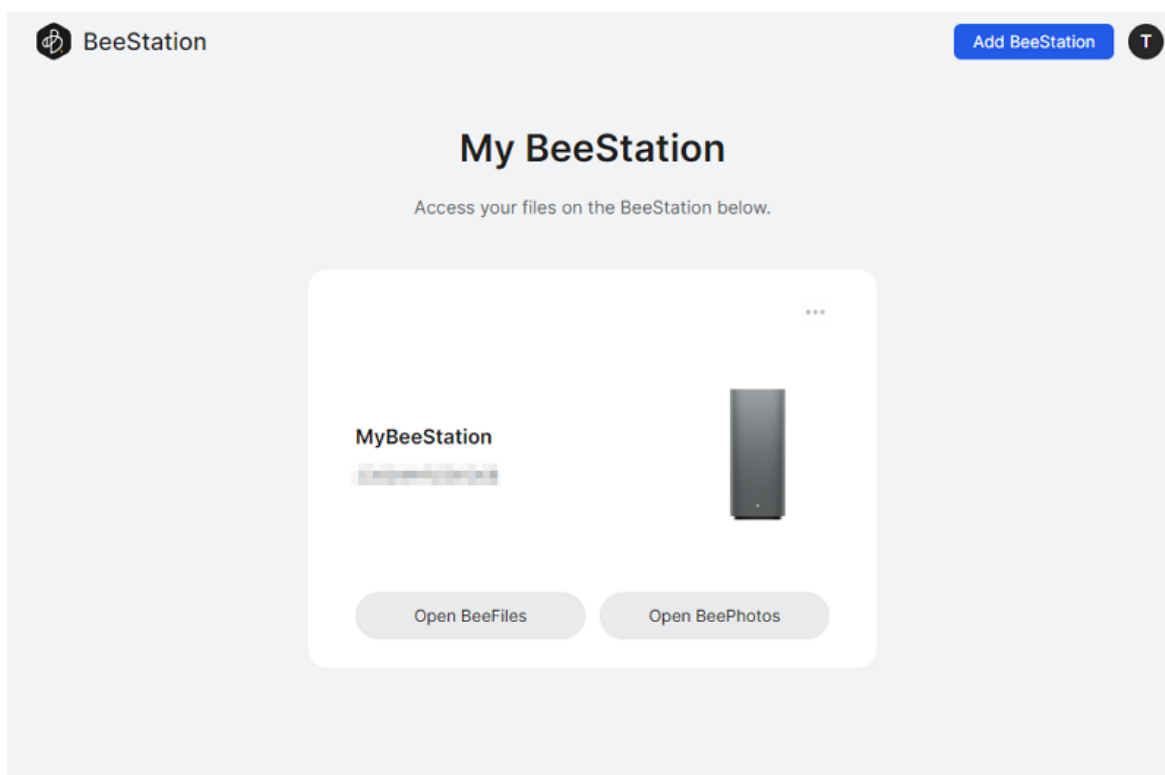 BeeStation
Add BeeStation
T
My BeeStation
Access your files on the BeeStation below.
MyBeeStation
Open BeeFiles
Open BeePhotos